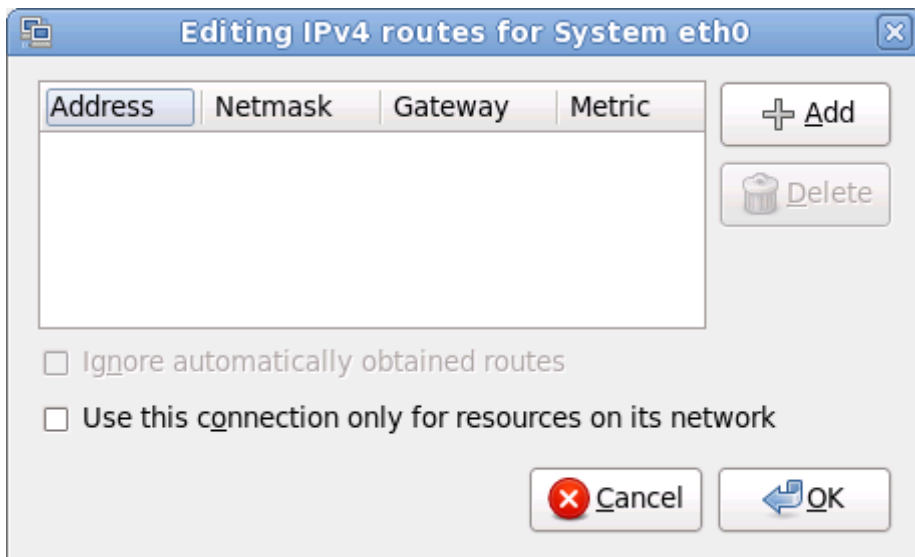 Editing IPv4 routes for System eth0
Address Netmask Gateway Metric
Add
Delete
Ignore automatically obtained routes
Use this connection only for resources on its network
Cancel OK